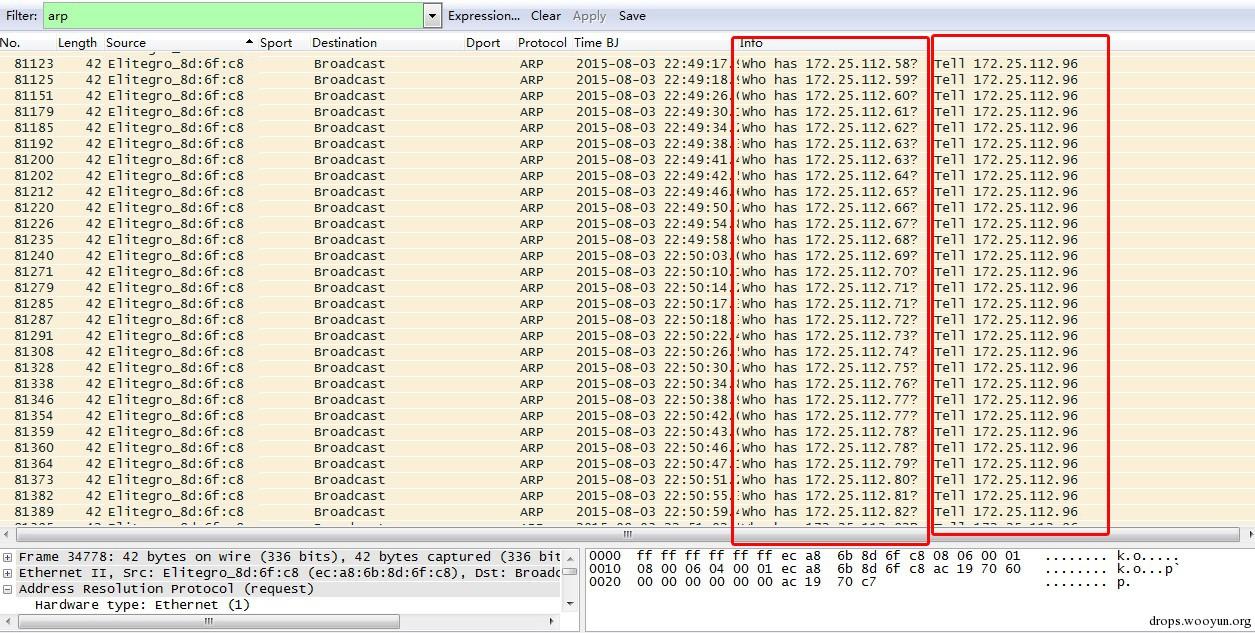 Filter: arp Expression... Clear Apply Save
No. Length Source Sport Destination Dport Protocol Time BJ Info
81123 42 Elitegro_8d:6f:c8 Broadcast ARP 2015-08-03 22:49:17. Who has 172.25.112.58? Tell 172.25.112.96
81125 42 Elitegro_8d:6f:c8 Broadcast ARP 2015-08-03 22:49:18. Who has 172.25.112.59? Tell 172.25.112.96
81151 42 Elitegro_8d:6f:c8 Broadcast ARP 2015-08-03 22:49:26. Who has 172.25.112.60? Tell 172.25.112.96
81179 42 Elitegro_8d:6f:c8 Broadcast ARP 2015-08-03 22:49:30. Who has 172.25.112.61? Tell 172.25.112.96
81185 42 Elitegro_8d:6f:c8 Broadcast ARP 2015-08-03 22:49:34. Who has 172.25.112.62? Tell 172.25.112.96
81192 42 Elitegro_8d:6f:c8 Broadcast ARP 2015-08-03 22:49:38. Who has 172.25.112.63? Tell 172.25.112.96
81200 42 Elitegro_8d:6f:c8 Broadcast ARP 2015-08-03 22:49:41. Who has 172.25.112.63? Tell 172.25.112.96
81202 42 Elitegro_8d:6f:c8 Broadcast ARP 2015-08-03 22:49:42. Who has 172.25.112.64? Tell 172.25.112.96
81212 42 Elitegro_8d:6f:c8 Broadcast ARP 2015-08-03 22:49:46. Who has 172.25.112.65? Tell 172.25.112.96
81220 42 Elitegro_8d:6f:c8 Broadcast ARP 2015-08-03 22:49:50. Who has 172.25.112.66? Tell 172.25.112.96
81226 42 Elitegro_8d:6f:c8 Broadcast ARP 2015-08-03 22:49:54. Who has 172.25.112.67? Tell 172.25.112.96
81235 42 Elitegro_8d:6f:c8 Broadcast ARP 2015-08-03 22:49:58. Who has 172.25.112.68? Tell 172.25.112.96
81240 42 Elitegro_8d:6f:c8 Broadcast ARP 2015-08-03 22:50:03. Who has 172.25.112.69? Tell 172.25.112.96
81271 42 Elitegro_8d:6f:c8 Broadcast ARP 2015-08-03 22:50:10. Who has 172.25.112.70? Tell 172.25.112.96
81279 42 Elitegro_8d:6f:c8 Broadcast ARP 2015-08-03 22:50:14. Who has 172.25.112.71? Tell 172.25.112.96
81285 42 Elitegro_8d:6f:c8 Broadcast ARP 2015-08-03 22:50:17. Who has 172.25.112.71? Tell 172.25.112.96
81287 42 Elitegro_8d:6f:c8 Broadcast ARP 2015-08-03 22:50:18. Who has 172.25.112.72? Tell 172.25.112.96
81291 42 Elitegro_8d:6f:c8 Broadcast ARP 2015-08-03 22:50:22. Who has 172.25.112.73? Tell 172.25.112.96
81308 42 Elitegro_8d:6f:c8 Broadcast ARP 2015-08-03 22:50:26. Who has 172.25.112.74? Tell 172.25.112.96
81328 42 Elitegro_8d:6f:c8 Broadcast ARP 2015-08-03 22:50:30. Who has 172.25.112.75? Tell 172.25.112.96
81338 42 Elitegro_8d:6f:c8 Broadcast ARP 2015-08-03 22:50:34. Who has 172.25.112.76? Tell 172.25.112.96
81346 42 Elitegro_8d:6f:c8 Broadcast ARP 2015-08-03 22:50:38. Who has 172.25.112.77? Tell 172.25.112.96
81354 42 Elitegro_8d:6f:c8 Broadcast ARP 2015-08-03 22:50:42. Who has 172.25.112.77? Tell 172.25.112.96
81359 42 Elitegro_8d:6f:c8 Broadcast ARP 2015-08-03 22:50:43. Who has 172.25.112.78? Tell 172.25.112.96
81360 42 Elitegro_8d:6f:c8 Broadcast ARP 2015-08-03 22:50:46. Who has 172.25.112.78? Tell 172.25.112.96
81364 42 Elitegro_8d:6f:c8 Broadcast ARP 2015-08-03 22:50:47. Who has 172.25.112.79? Tell 172.25.112.96
81373 42 Elitegro_8d:6f:c8 Broadcast ARP 2015-08-03 22:50:51. Who has 172.25.112.80? Tell 172.25.112.96
81382 42 Elitegro_8d:6f:c8 Broadcast ARP 2015-08-03 22:50:55. Who has 172.25.112.81? Tell 172.25.112.96
81389 42 Elitegro_8d:6f:c8 Broadcast ARP 2015-08-03 22:50:59. Who has 172.25.112.82? Tell 172.25.112.96
Frame 34778: 42 bytes on wire (336 bits), 42 bytes captured (336 bit
Ethernet II, Src: Elitegro_8d:6f:c8 (ec:a8:6b:8d:6f:c8), Dst: Broadc
Address Resolution Protocol (request)
Hardware type: Ethernet (1)
0000 ff ff ff ff ff ff ec a8 6b 8d 6f c8 08 06 00 01 ........ k.o.....
0010 08 00 06 04 00 01 ec a8 6b 8d 6f c8 ac 19 70 60 ........ k.o...p`
0020 00 00 00 00 00 00 ac 19 70 c7 ........ p.
drops.wooyun.org